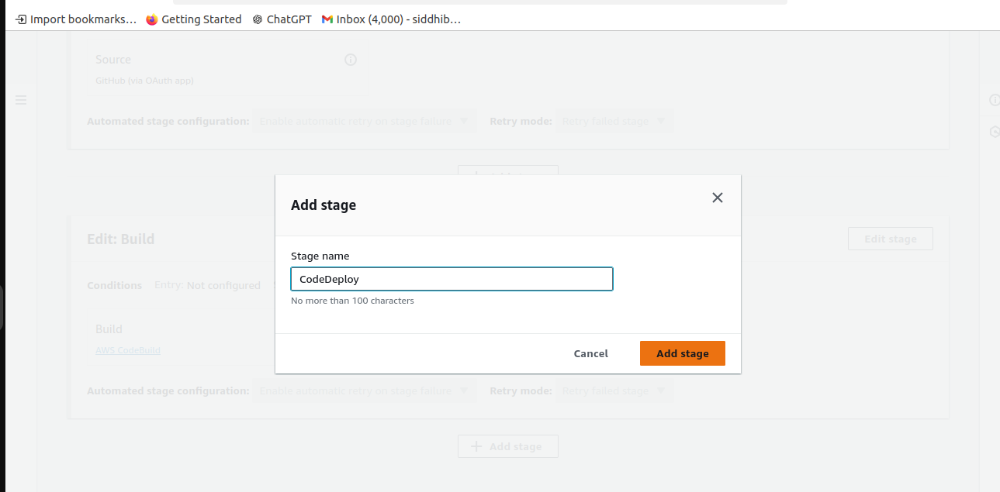 Import bookmarks... Getting Started ChatGPT Inbox (4,000) - siddhib...
Source
GitHub (via OAuth app)
Automated stage configuration: Enable automatic retry on stage failure Retry mode: Retry failed stage
Add stage
Edit: Build
Edit stage
Stage name
CodeDeploy
No more than 100 characters
Conditions Entry: Not configured
Build
AWS CodeBuild
Cancel Add stage
Automated stage configuration: Enable automatic retry on stage failure Retry mode: Retry failed stage
Add stage